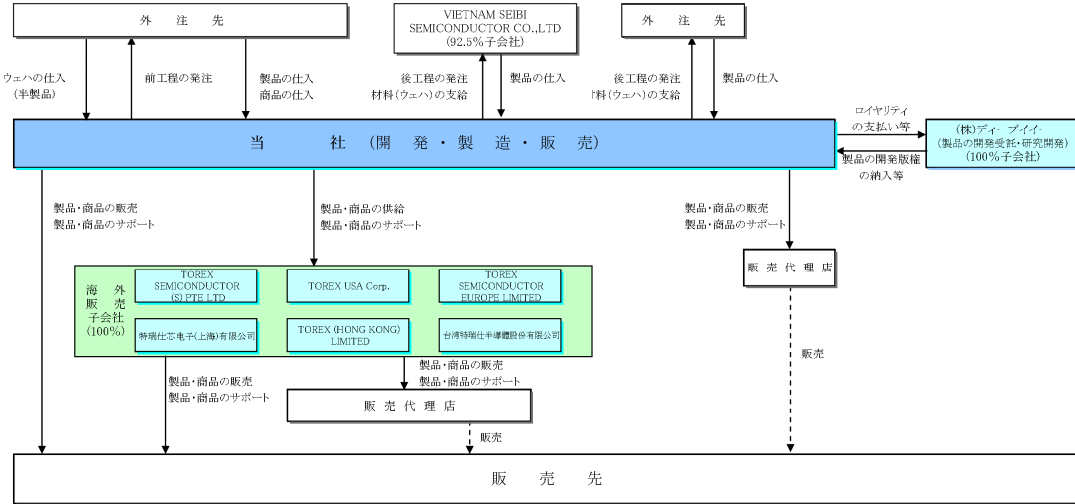 外 注 先
VIETNAM SEIBI
SEMICONDUCTOR CO.,LTD
(92.5%子会社)
外 注 先
ウェハの仕入
(半製品)
前工程の発注
製品の仕入
商品の仕入
後工程の発注
材料(ウェハ)の支給
製品の仕入
後工程の発注
料(ウェハ)の支給
製品の仕入
当 社 (開 発・製 造・販 売)
ロイヤリティ
の支払い等
製品の開発版権
の納入等
(株)ディーブイイー
(製品の開発受託・研究開発)
(100%子会社)
製品・商品の販売
製品・商品のサポート
製品・商品の供給
製品・商品のサポート
製品・商品の販売
製品・商品のサポート
販 売 代 理 店
海 外
販 売
子会社
(100%)
TOREX
SEMICONDUCTOR
(S) PTE LTD
TOREX USA Corp.
TOREX
SEMICONDUCTOR
EUROPE LIMITED
特瑞仕芯电子(上海)有限公司
TOREX (HONG KONG)
LIMITED
台湾特瑞仕半導體股份有限公司
販売
製品・商品の販売
製品・商品のサポート
製品・商品の販売
製品・商品のサポート
販 売 代 理 店
販売
販 売 先